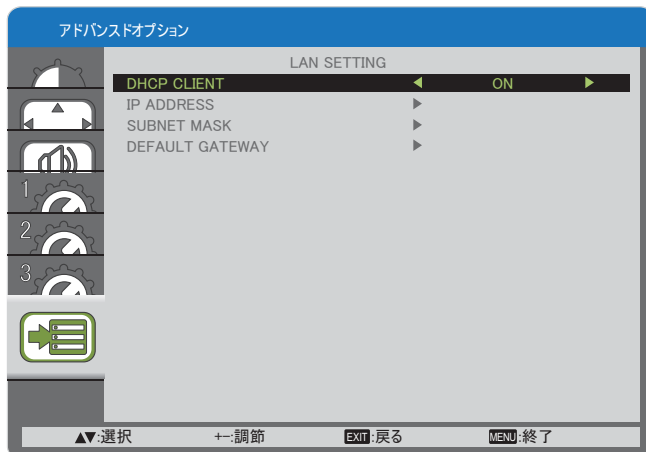 アドバンスドオプション
LAN SETTING
DHCP CLIENT ◀ ON ▶
IP ADDRESS ▶
SUBNET MASK ▶
DEFAULT GATEWAY ▶
1
2
3
▲▼:選択 +−:調節 EXIT:戻る MENU:終了